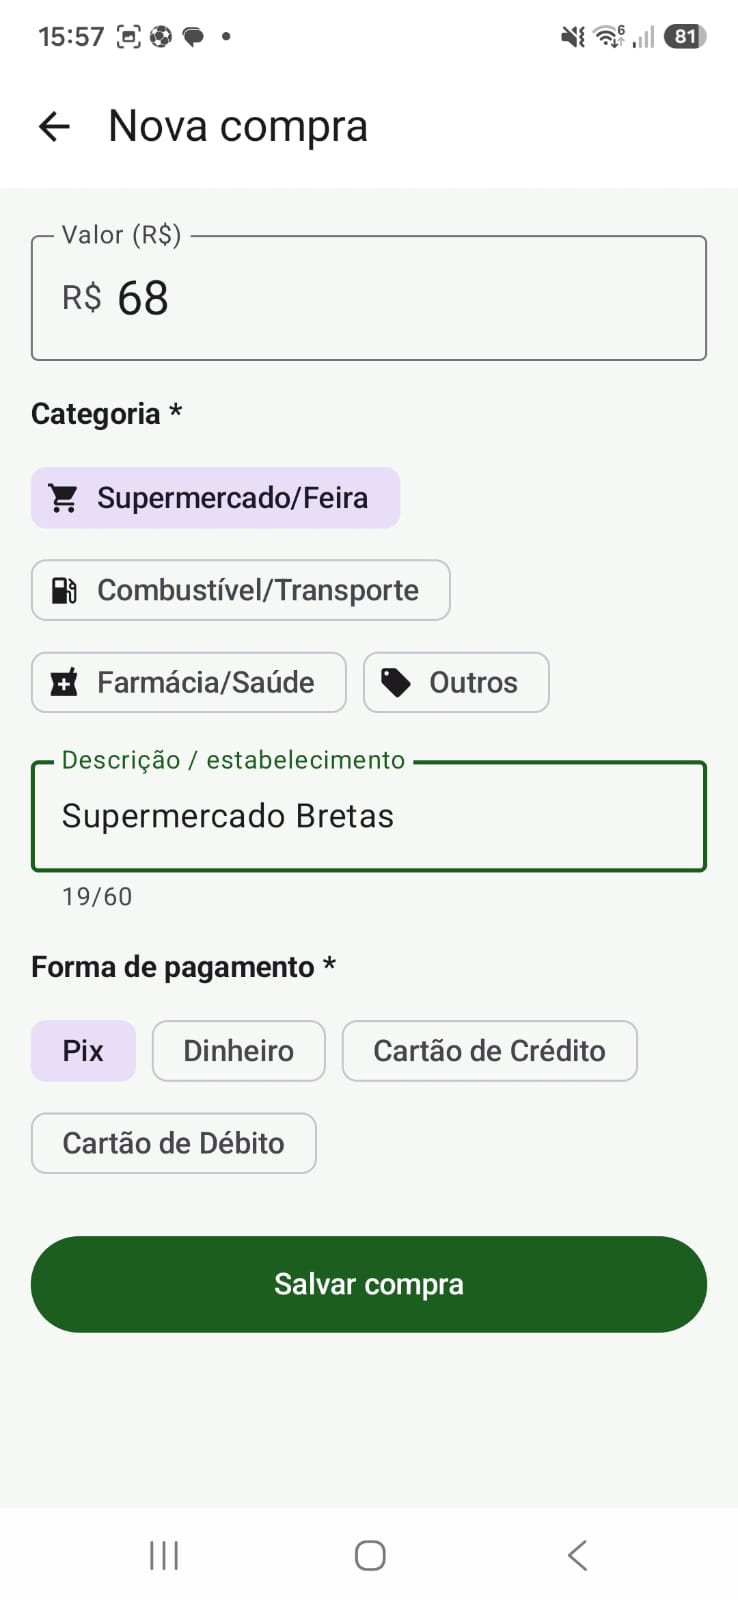 15:57
6
81
Nova compra
Valor (R$)
R$ 68
Categoria *
Supermercado/Feira
Combustível/Transporte
Farmácia/Saúde Outros
Descrição / estabelecimento
Supermercado Bretas
19/60
Forma de pagamento *
Pix Dinheiro Cartão de Crédito
Cartão de Débito
Salvar compra